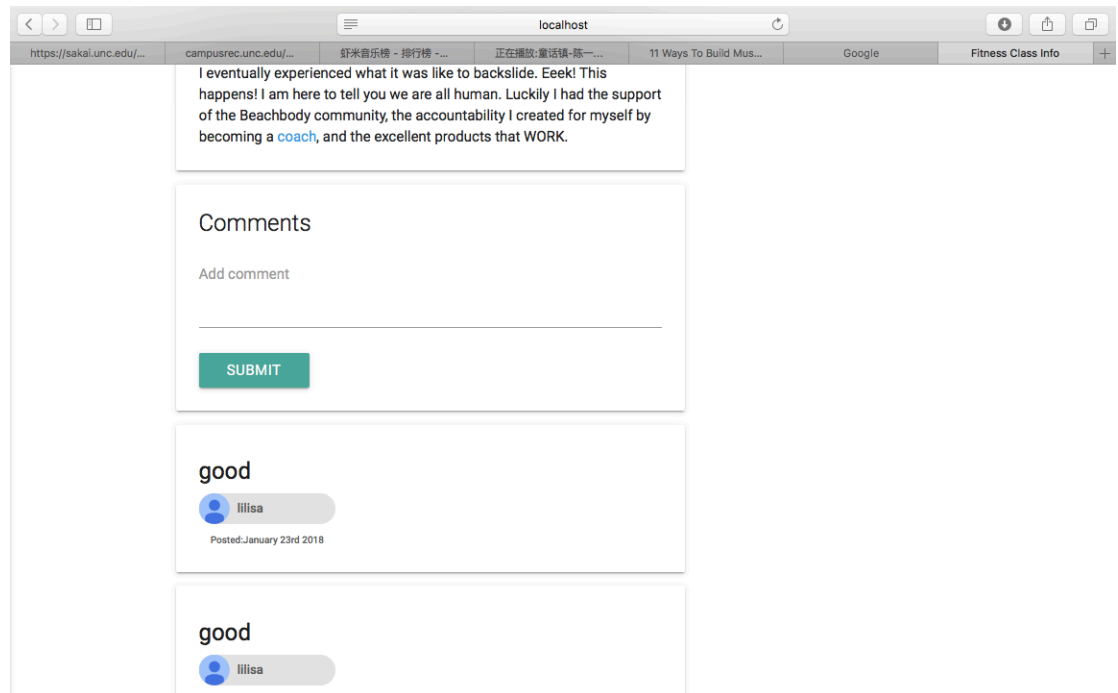 localhost
https://sakai.unc.edu/...
campusrec.unc.edu/...
虾米音乐榜 - 排行榜 -...
正在播放:童话镇-陈一...
11 Ways To Build Mus...
Google
Fitness Class Info
I eventually experienced what it was like to backslide. Eeek! This
happens! I am here to tell you we are all human. Luckily I had the support
of the Beachbody community, the accountability I created for myself by
becoming a coach, and the excellent products that WORK.
Comments
Add comment
SUBMIT
good
lilisa
Posted:January 23rd 2018
good
lilisa